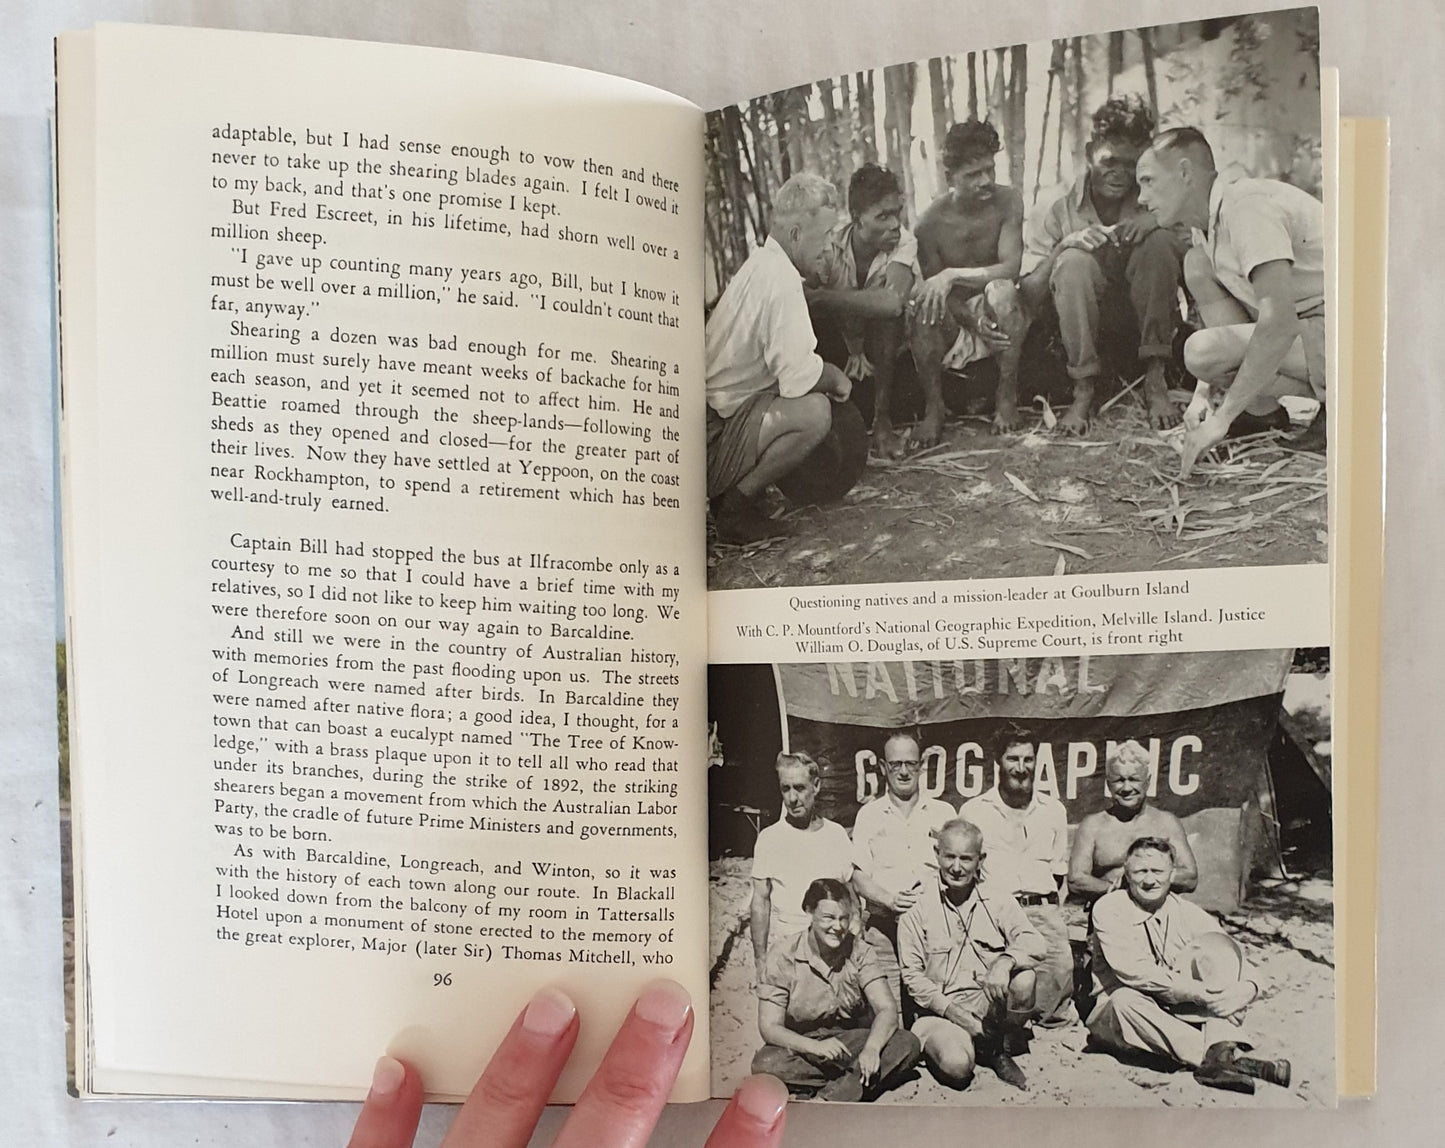 adaptable, but I had sense enough to vow then and there
never to take up the shearing blades again. I felt I owed it
to my back, and that's one promise I kept.
But Fred Escreet, in his lifetime, had shorn well over a
million sheep.
"I gave up counting many years ago, Bill, but I know it
must be well over a million," he said. "I couldn't count that
far, anyway."
Shearing a dozen was bad enough for me. Shearing a
million must surely have meant weeks of backache for him
each season, and yet it seemed not to affect him. He and
Beattie roamed through the sheep-lands—following the
sheds as they opened and closed—for the greater part of
their lives. Now they have settled at Yeppoon, on the coast
near Rockhampton, to spend a retirement which has been
well-and-truly earned.
Captain Bill had stopped the bus at Ilfracombe only as a
courtesy to me so that I could have a brief time with my
relatives, so I did not like to keep him waiting too long. We
were therefore soon on our way again to Barcaldine.
And still we were in the country of Australian history,
with memories from the past flooding upon us. The streets
of Longreach were named after birds. In Barcaldine they
were named after native flora; a good idea, I thought, for a
town that can boast a eucalypt named "The Tree of Know-
ledge," with a brass plaque upon it to tell all who read that
under its branches, during the strike of 1892, the striking
shearers began a movement from which the Australian Labor
Party, the cradle of future Prime Ministers and governments,
was to be born.
As with Barcaldine, Longreach, and Winton, so it was
with the history of each town along our route. In Blackall
I looked down from the balcony of my room in Tattersalls
Hotel upon a monument of stone erected to the memory of
the great explorer, Major (later Sir) Thomas Mitchell, who
96
Questioning natives and a mission-leader at Goulburn Island
With C. P. Mountford's National Geographic Expedition, Melville Island. Justice
William O. Douglas, of U.S. Supreme Court, is front right
NATIONAL
GEOGRAPHIC